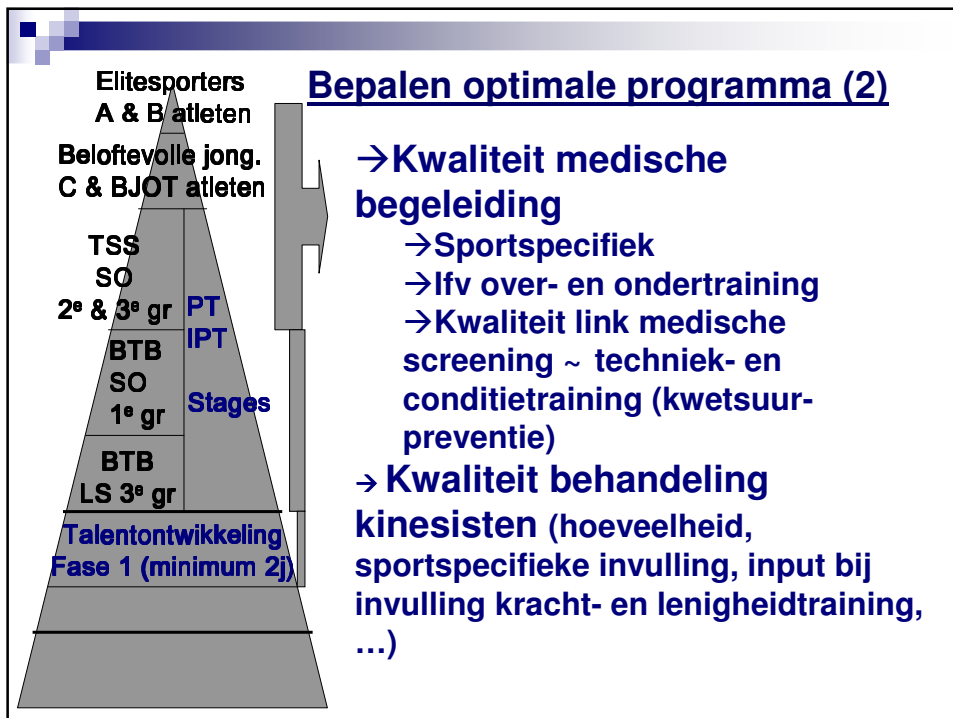 Elitesporters
A & B atleten
Beloftevolle jong.
C & BJOT atleten
TSS
SO
2e & 3e gr
PT
IPT
BTB
SO
1e gr
Stages
BTB
LS 3e gr
Talentontwikkeling
Fase 1 (minimum 2j)
Bepalen optimale programma (2)
→Kwaliteit medische
begeleiding
→Sportspecifiek
→Ifv over- en ondertraining
→Kwaliteit link medische
screening ~ techniek- en
conditietraining (kwetsuur-
preventie)
→ Kwaliteit behandeling
kinesisten (hoeveelheid,
sportspecifieke invulling, input bij
invulling kracht- en lenigheidtraining,
…)